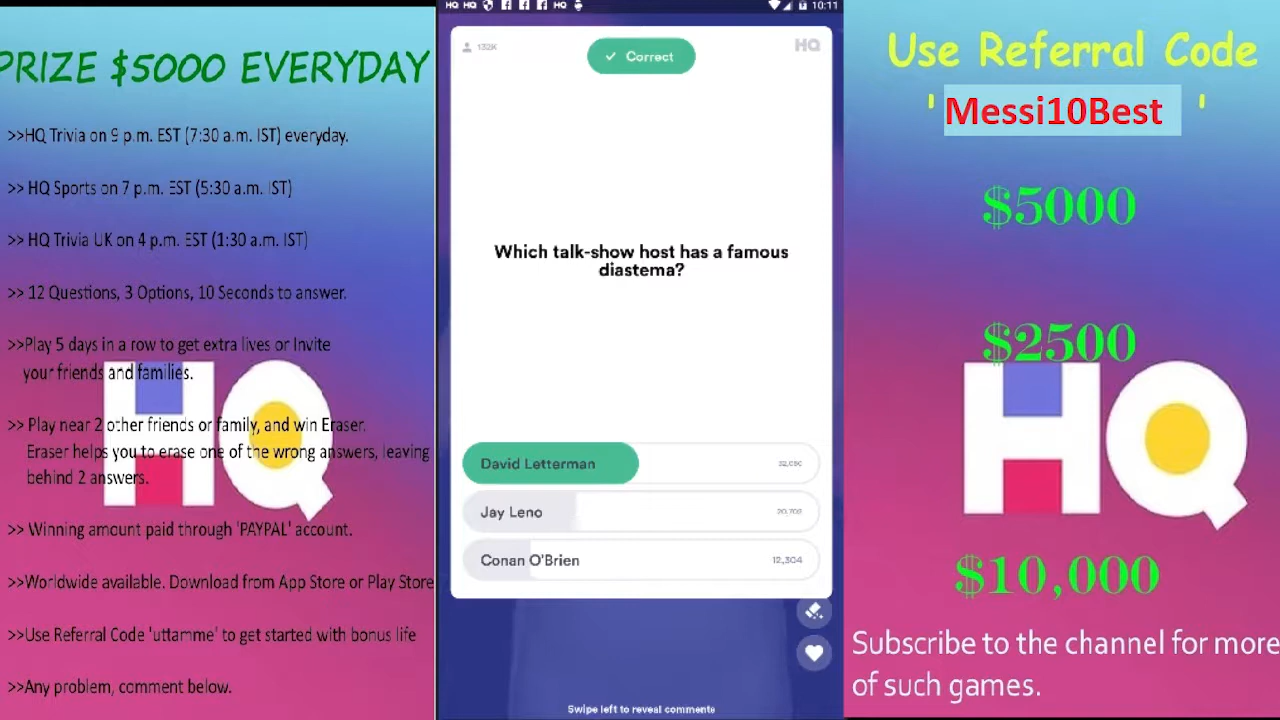 PRIZE $5000 EVERYDAY
>>HQ Trivia on 9 p.m. EST (7:30 a.m. IST) everyday.
>> HQ Sports on 7 p.m. EST (5:30 a.m. IST)
>> HQ Trivia UK on 4 p.m. EST (1:30 a.m. IST)
>> 12 Questions, 3 Options, 10 Seconds to answer.
>>Play 5 days in a row to get extra lives or Invite
your friends and families.
>> Play near 2 other friends or family, and win Eraser.
Eraser helps you to erase one of the wrong answers, leaving
behind 2 answers.
>> Winning amount paid through 'PAYPAL' account.
>>Worldwide available. Download from App Store or Play Store
>>Use Referral Code 'uttamme' to get started with bonus life
>>Any problem, comment below.
HQ
HQ HQ HQ 10:11
132K
✓ Correct
HQ
Which talk-show host has a famous
diastema?
David Letterman
Jay Leno
Conan O'Brien 12,304
Swipe left to reveal comments
Use Referral Code
' Messi10Best '
$5000
$2500
HQ
$10,000
Subscribe to the channel for more
of such games.